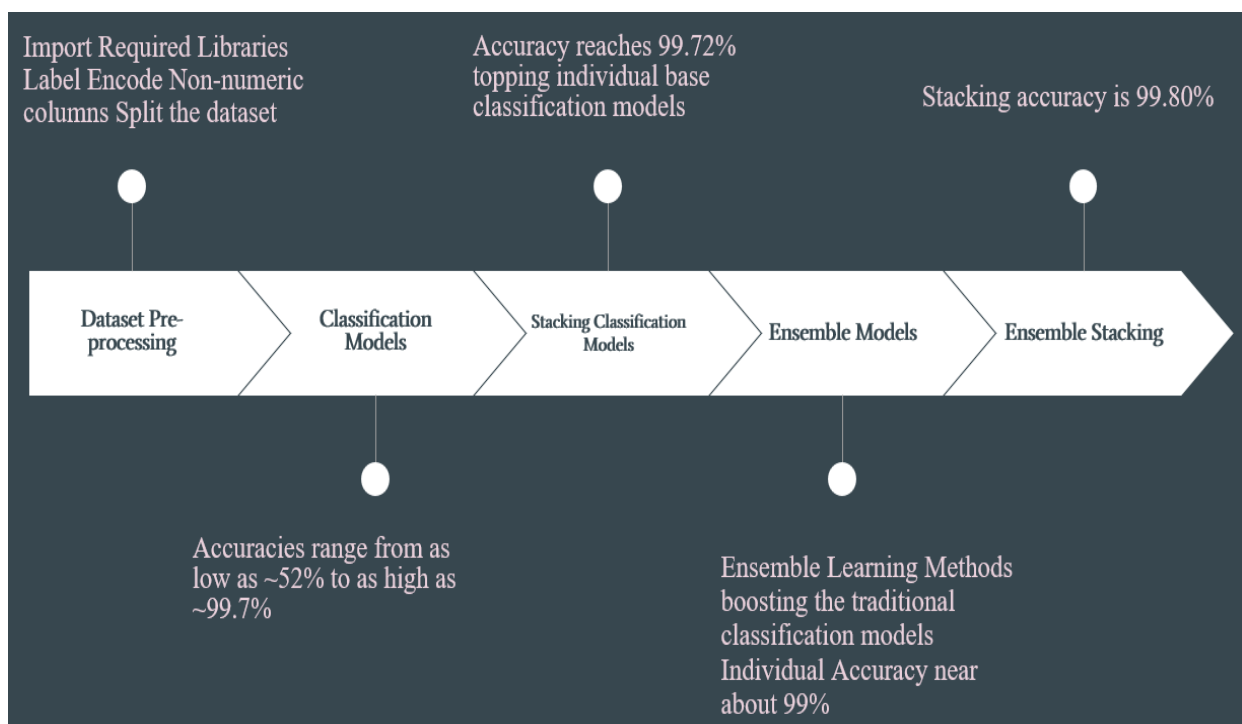 Import Required Libraries
Label Encode Non-numeric
columns Split the dataset
Accuracy reaches 99.72%
topping individual base
classification models
Stacking accuracy is 99.80%
Dataset Pre-
processing
Classification
Models
Stacking Classification
Models
Ensemble Models
Ensemble Stacking
Accuracies range from as
low as ~52% to as high as
~99.7%
Ensemble Learning Methods
boosting the traditional
classification models
Individual Accuracy near
about 99%